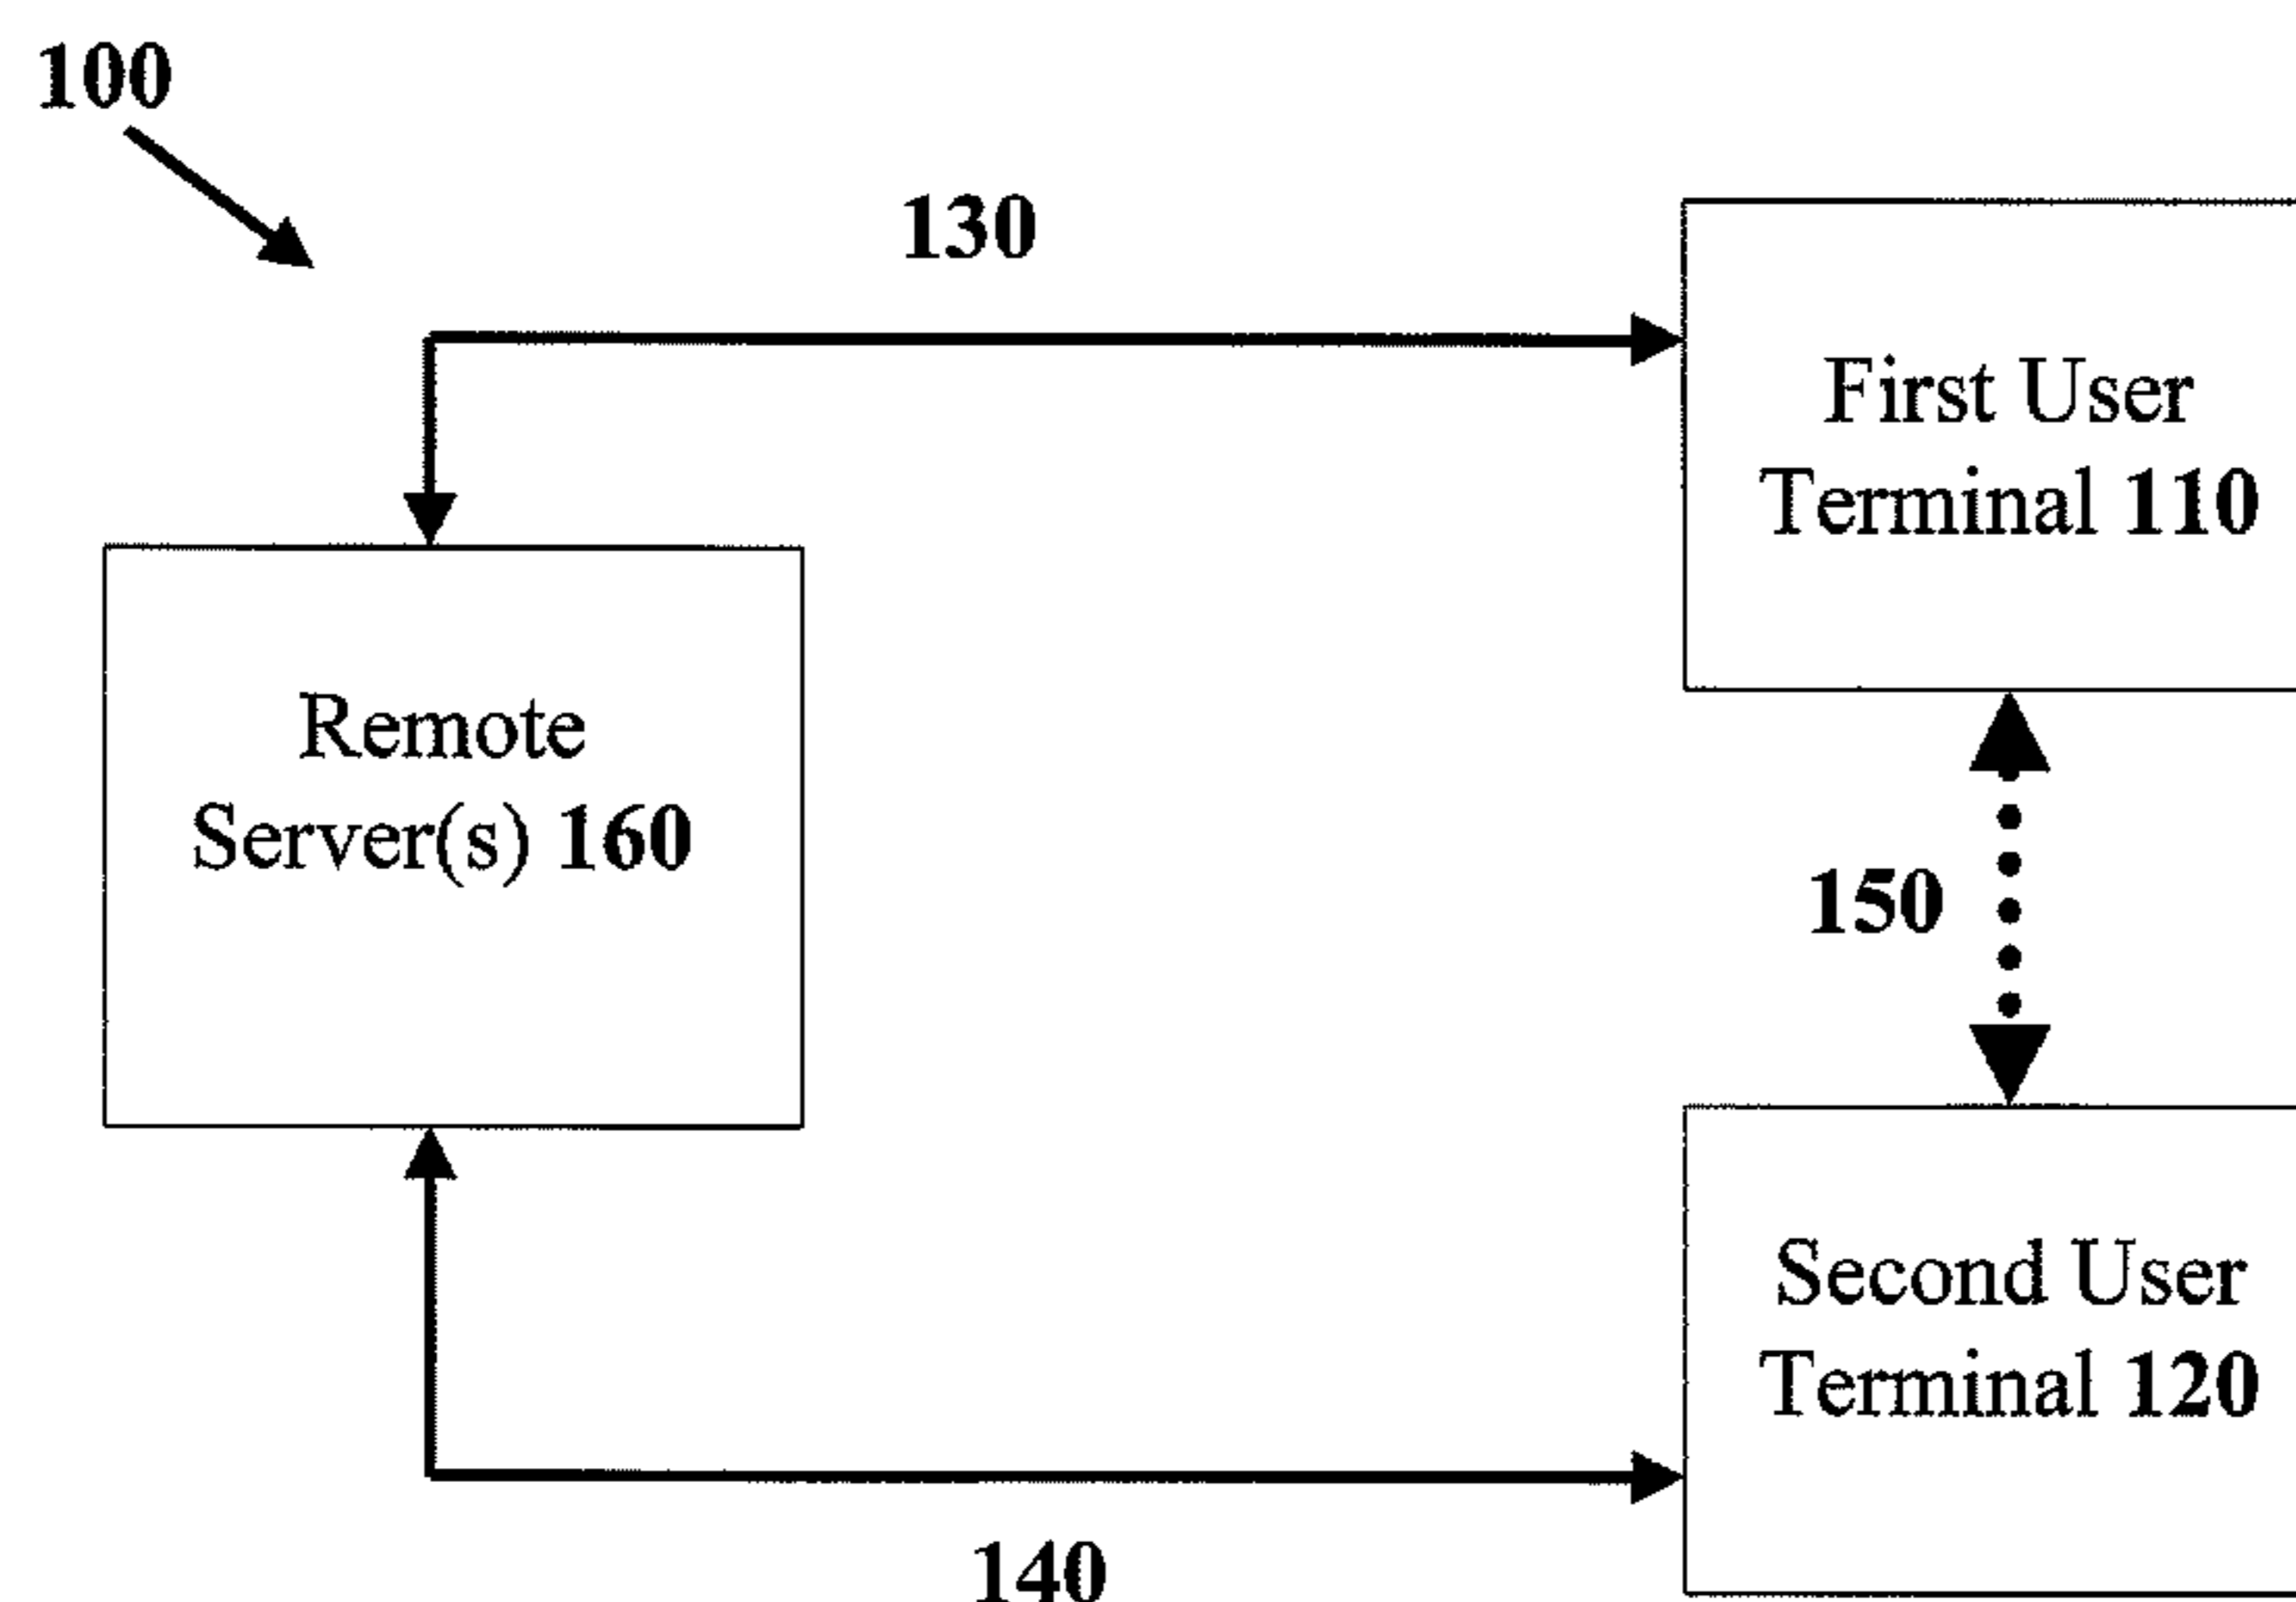 100
130
First User
Terminal 110
Remote
Server(s) 160
150
Second User
Terminal 120
140